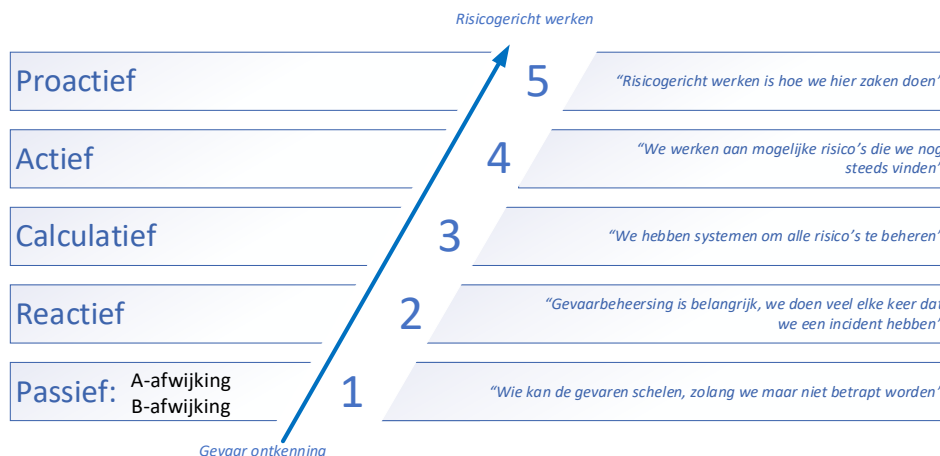 Risicogericht werken
Proactief
5
“Risicogericht werken is hoe we hier zaken doen”
Actief
4
“We werken aan mogelijke risico’s die we nog
steeds vinden”
Calculatief
3
“We hebben systemen om alle risico’s te beheren”
Reactief
2
“Gevaarbeheersing is belangrijk, we doen veel elke keer dat
we een incident hebben”
Passief:
A-afwijking
B-afwijking
1
“Wie kan de gevaren schelen, zolang we maar niet betrapt worden”
Gevaar ontkenning